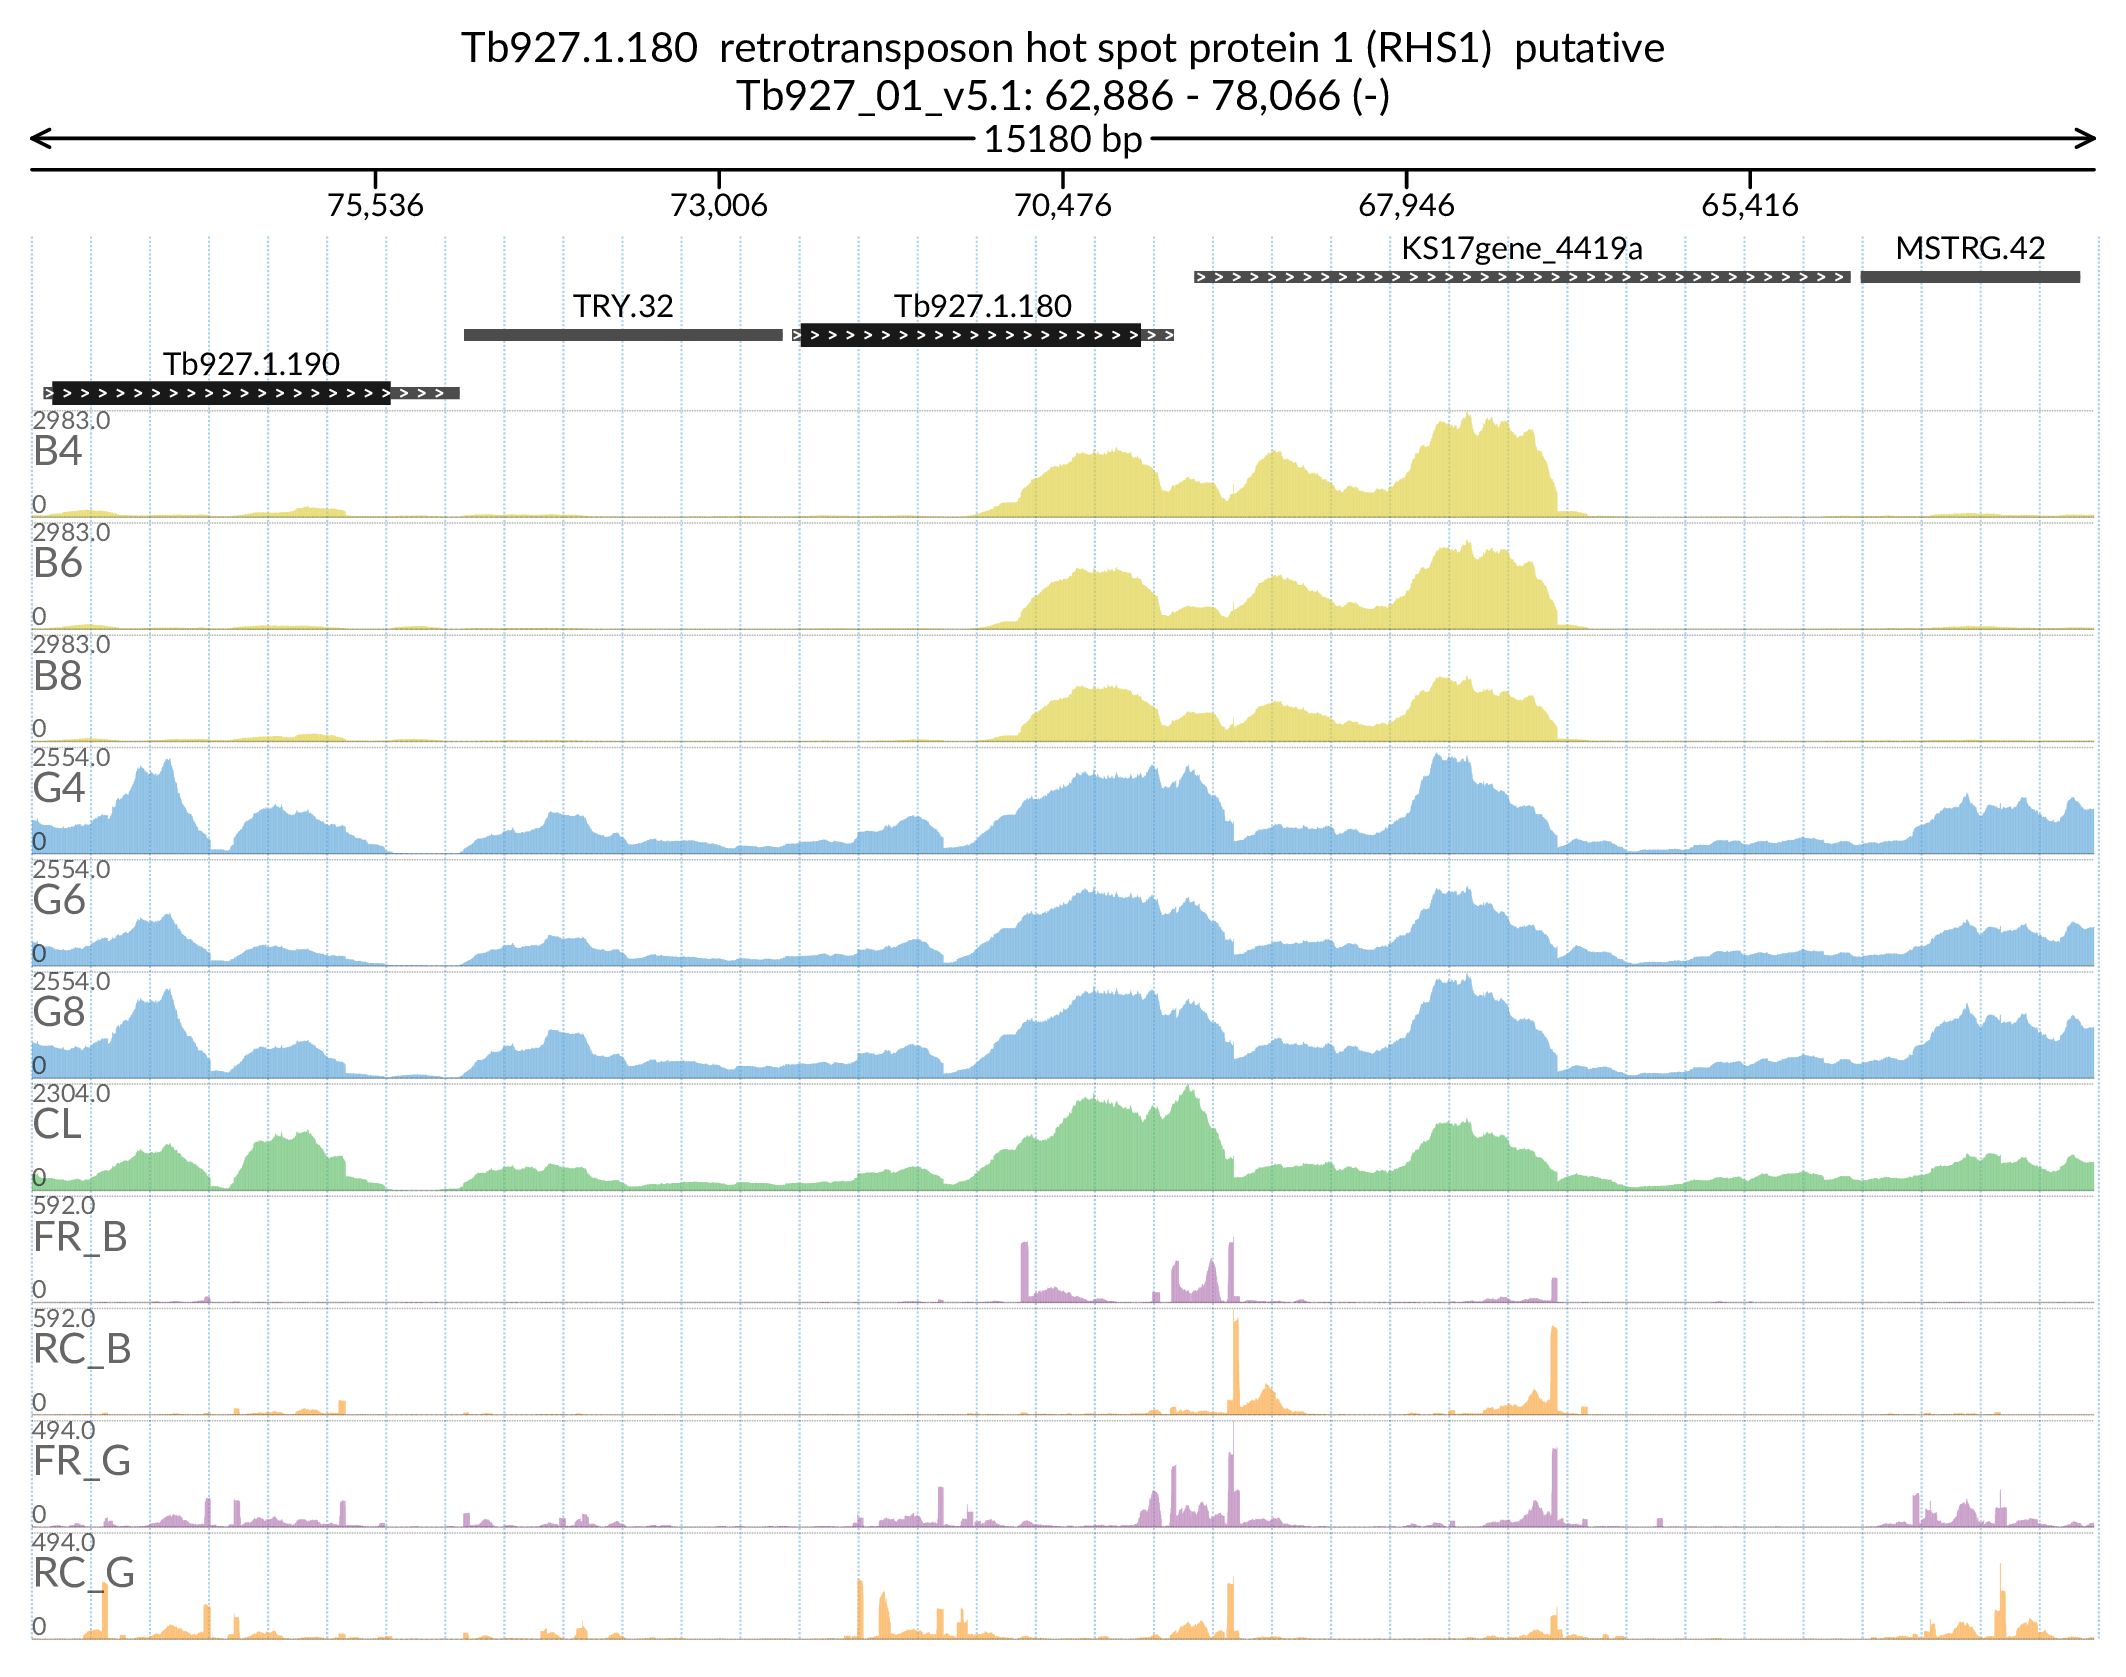 Tb927.1.180  retrotransposon hot spot protein 1 (RHS1)  putative
Tb927_01_v5.1: 62,886 - 78,066 (-)
15180 bp
75,536 73,006 70,476 67,946 65,416
KS17gene_4419a MSTRG.42
TRY.32 Tb927.1.180
Tb927.1.190
2983.0
B4
0
2983.0
B6
0
2983.0
B8
0
2554.0
G4
0
2554.0
G6
0
2554.0
G8
0
2304.0
CL
0
592.0
FR_B
0
592.0
RC_B
0
494.0
FR_G
0
494.0
RC_G
0